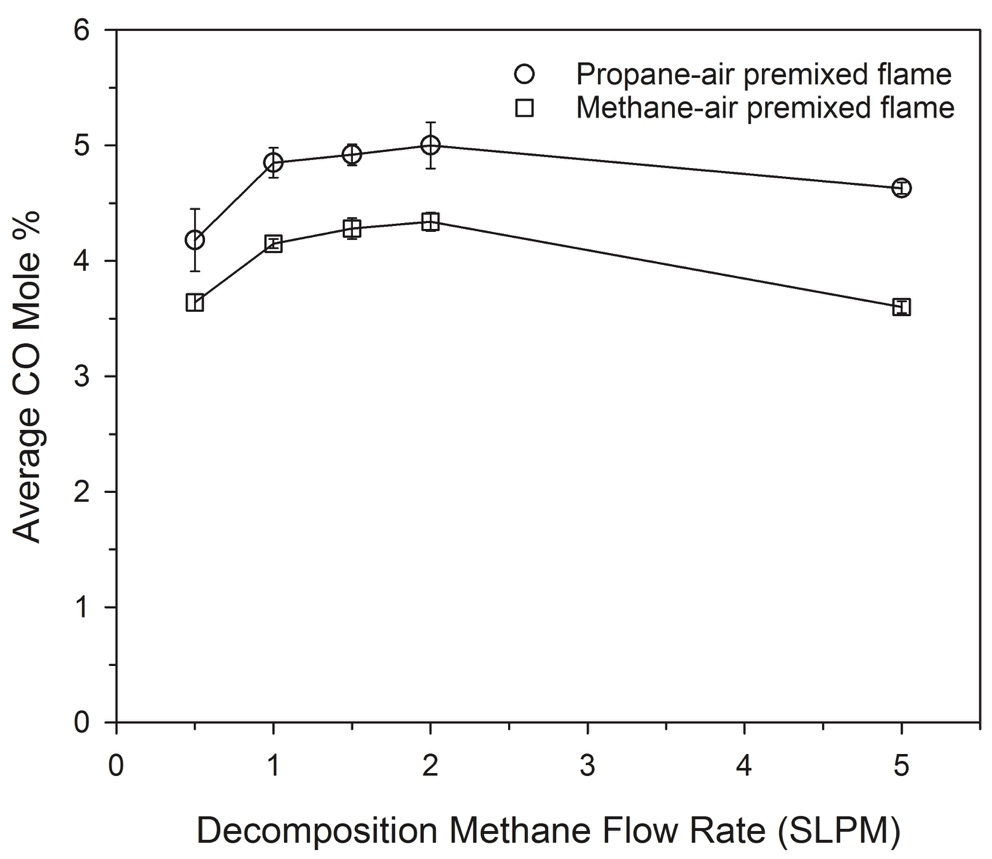 6
5
4
3
2
1
0
Average CO Mole %
Propane-air premixed flame
Methane-air premixed flame
0 1 2 3 4 5
Decomposition Methane Flow Rate (SLPM)